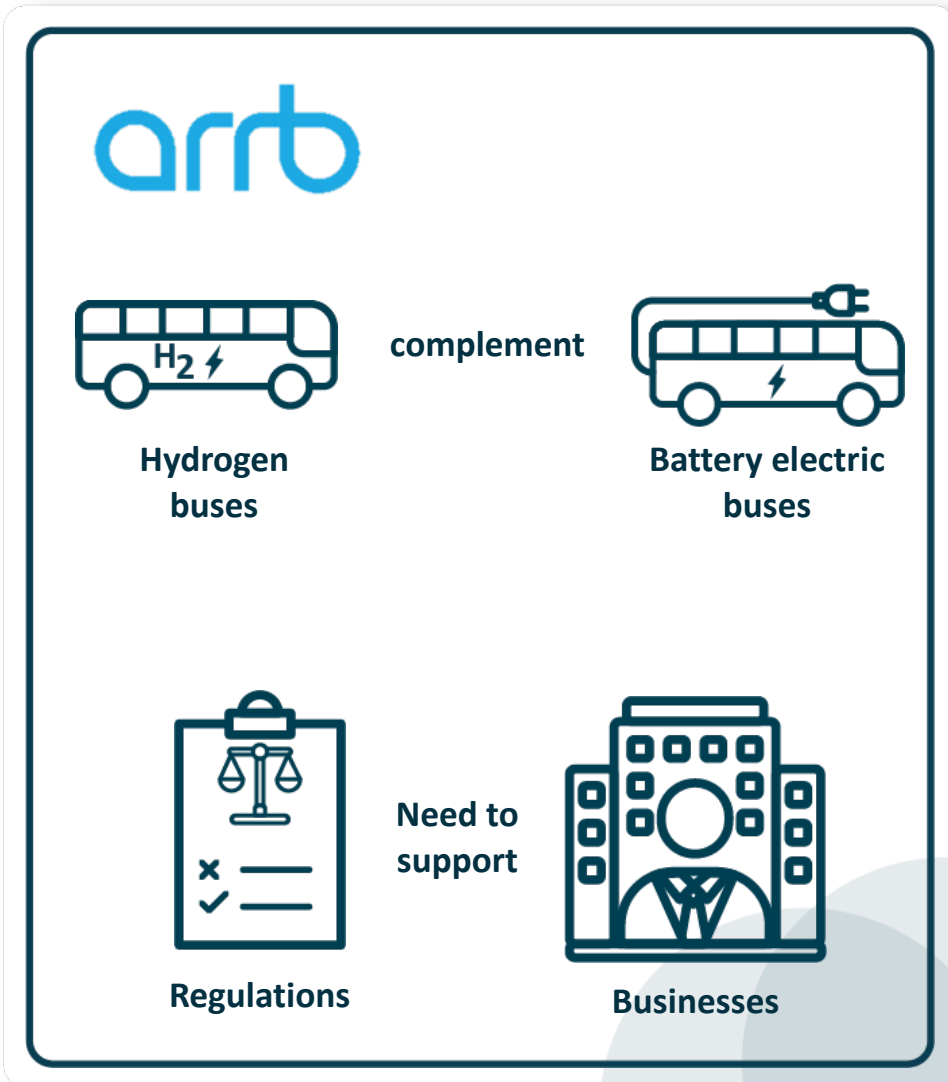 arrb
H2
complement
Hydrogen
buses
Battery electric
buses
Need to
support
Regulations
Businesses